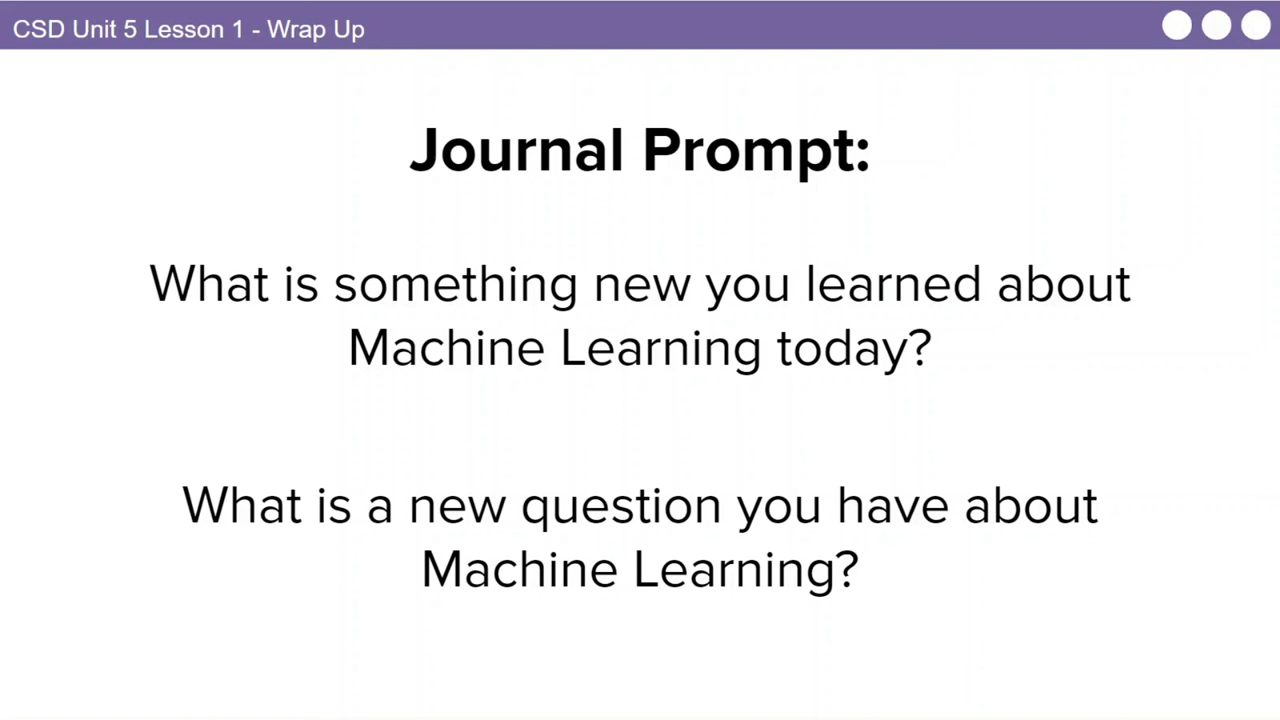 CSD Unit 5 Lesson 1 - Wrap Up
Journal Prompt:
What is something new you learned about
Machine Learning today?
What is a new question you have about
Machine Learning?